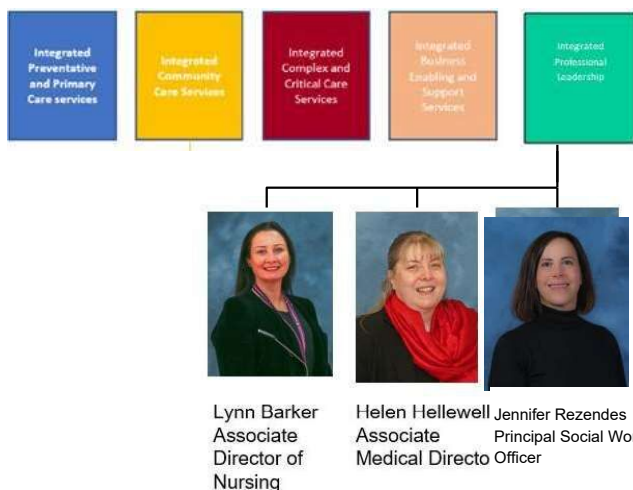 Integrated
Preventative
and Primary
Care services
Integrated
Community
Care Services
Integrated
Complex and
Critical Care
Services
Integrated
Business
Enabling and
Support
Services
Integrated
Professional
Leadership
Lynn Barker
Associate
Director of
Nursing
Helen Hellewell
Associate
Medical Directo
Jennifer Rezendes
Principal Social Wo
Officer